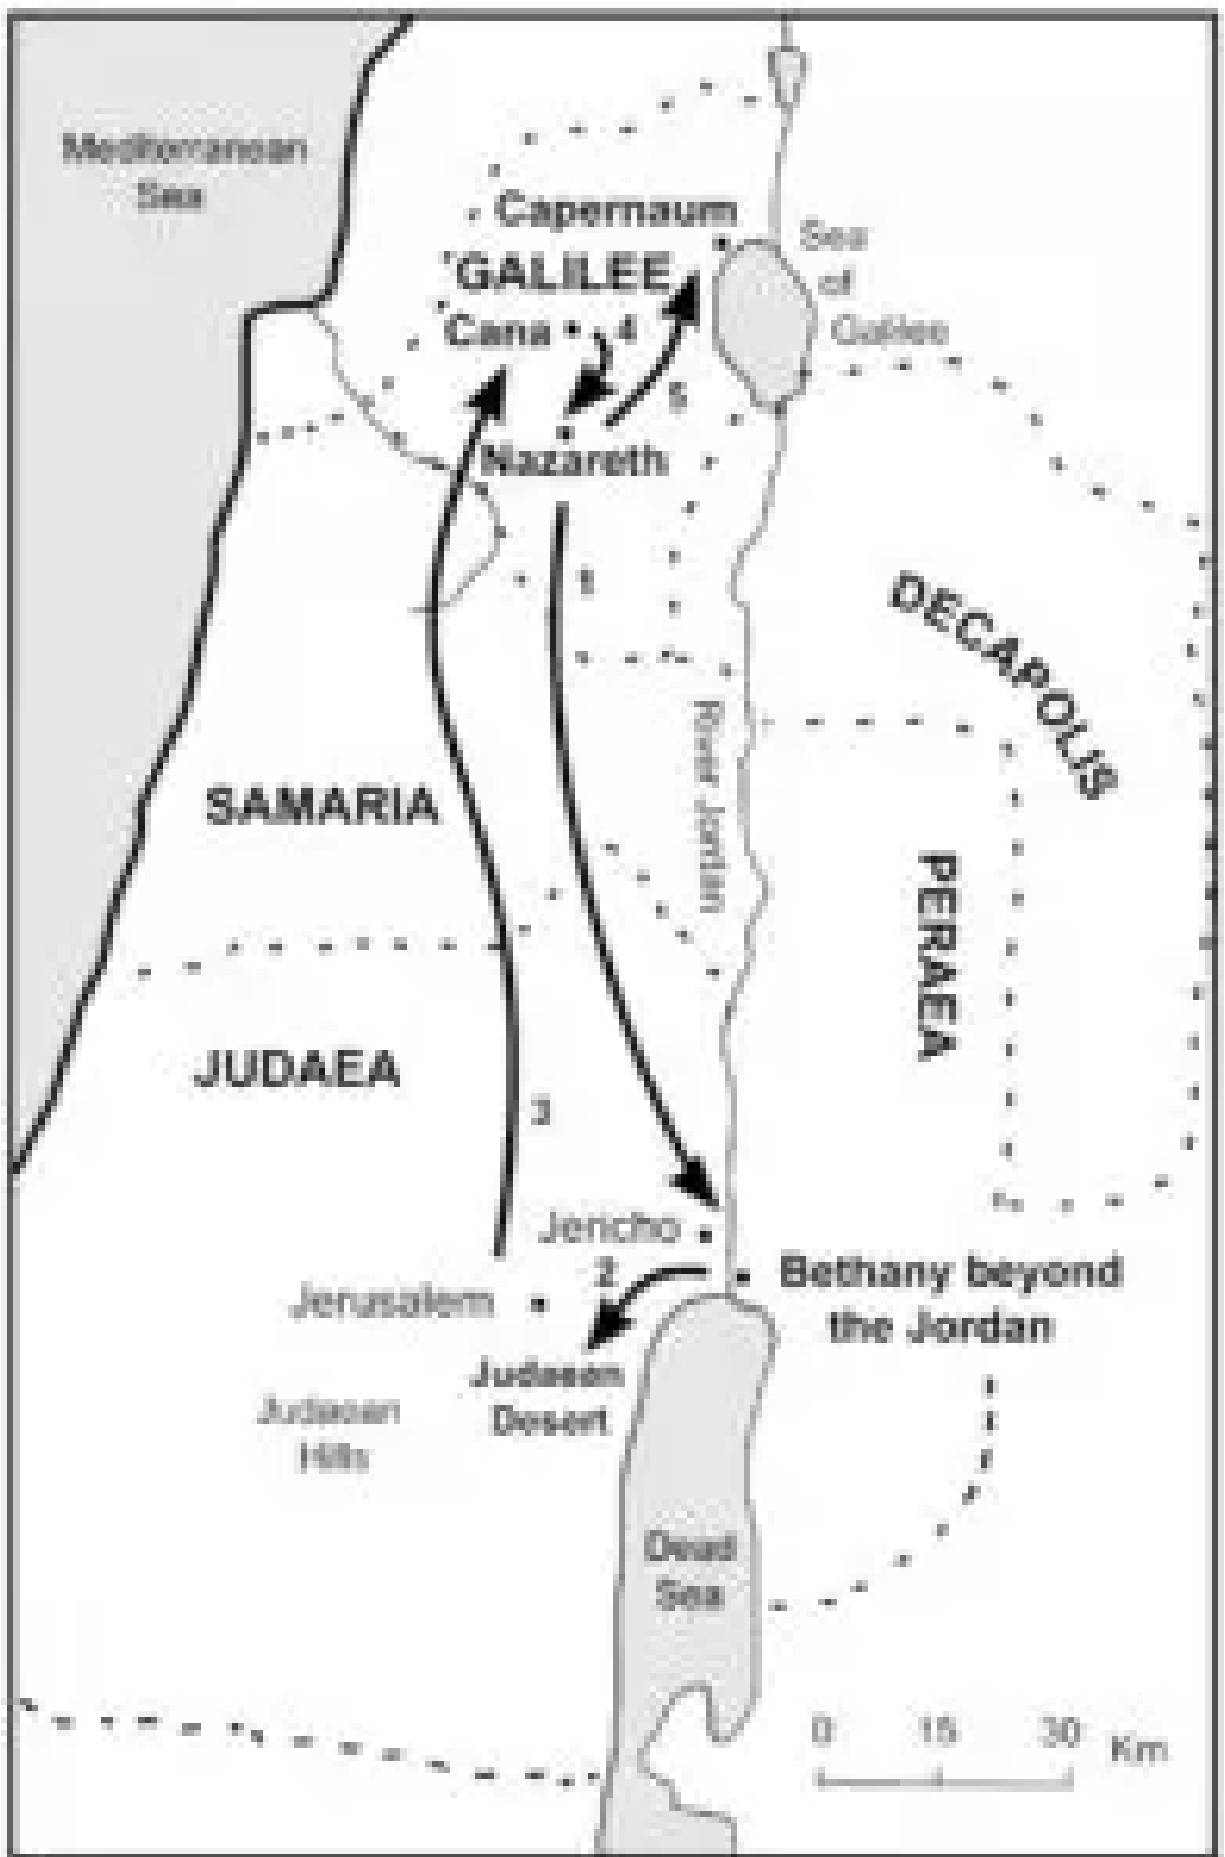 Mediterranean
Sea
Capernaum
Sea
of
Galilee
GALILEE
Cana
4
5
Nazareth
1
DECAPOLIS
River Jordan
SAMARIA
PERAEA
JUDAEA
3
Jericho
2
Bethany beyond
the Jordan
Jerusalem
Judaean
Desert
Judaean
Hills
Dead
Sea
0 15 30 Km